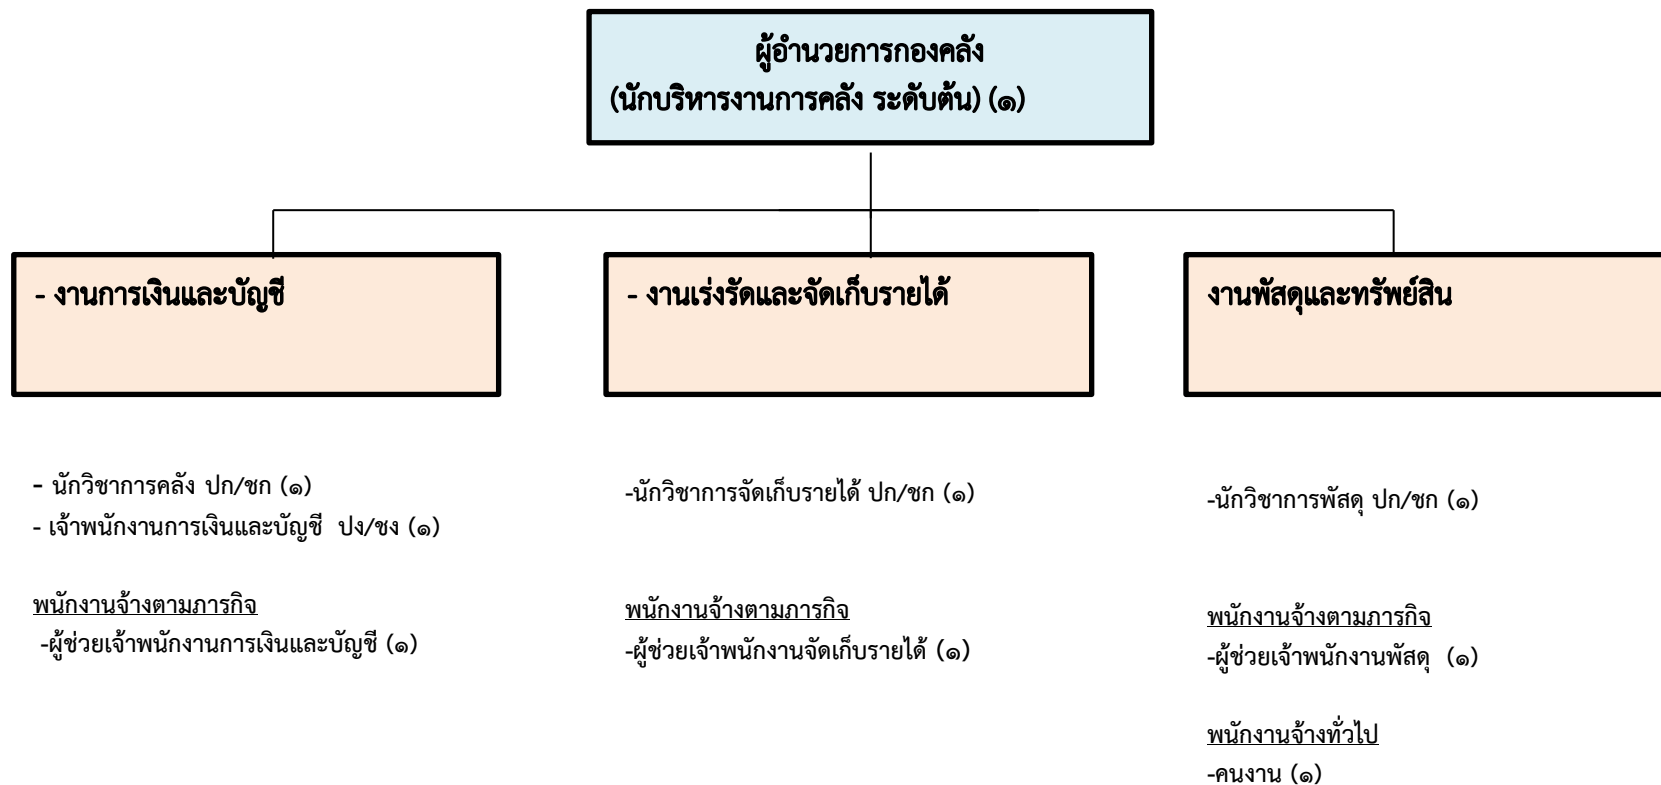 ผู้อำนวยการกองคลัง
(นักบริหารงานการคลัง ระดับต้น) (๑)
- งานการเงินและบัญชี
- งานเร่งรัดและจัดเก็บรายได้
งานพัสดุและทรัพย์สิน
- นักวิชาการคลัง ปก/ชก (๑)
- เจ้าพนักงานการเงินและบัญชี ปง/ชง (๑)
พนักงานจ้างตามภารกิจ
-ผู้ช่วยเจ้าพนักงานการเงินและบัญชี (๑)
-นักวิชาการจัดเก็บรายได้ ปก/ชก (๑)
พนักงานจ้างตามภารกิจ
-ผู้ช่วยเจ้าพนักงานจัดเก็บรายได้ (๑)
-นักวิชาการพัสดุ ปก/ชก (๑)
พนักงานจ้างตามภารกิจ
-ผู้ช่วยเจ้าพนักงานพัสดุ (๑)
พนักงานจ้างทั่วไป
-คนงาน (๑)